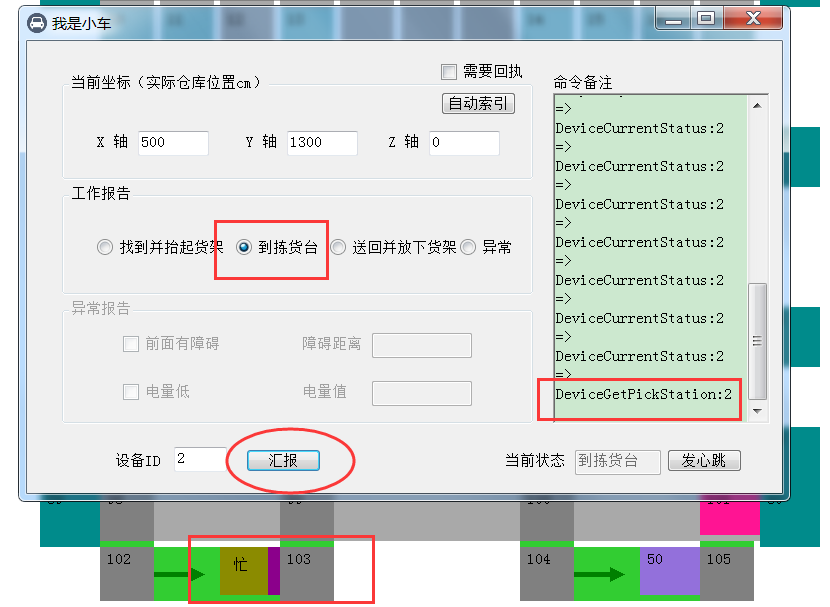 我是小车
当前坐标（实际仓库位置cm）
需要回执
自动索引
X 轴 500
Y 轴 1300
Z 轴 0
工作报告
找到并抬起货架
到拣货台
送回并放下货架
异常
异常报告
前面有障碍
障碍距离
电量低
电量值
设备ID 2
汇报
命令备注
=>
DeviceCurrentStatus:2
=>
DeviceCurrentStatus:2
=>
DeviceCurrentStatus:2
=>
DeviceCurrentStatus:2
=>
DeviceCurrentStatus:2
=>
DeviceCurrentStatus:2
=>
DeviceCurrentStatus:2
=>
DeviceGetPickStation:2
当前状态 到拣货台
发心跳
102
忙
103
104
50
105